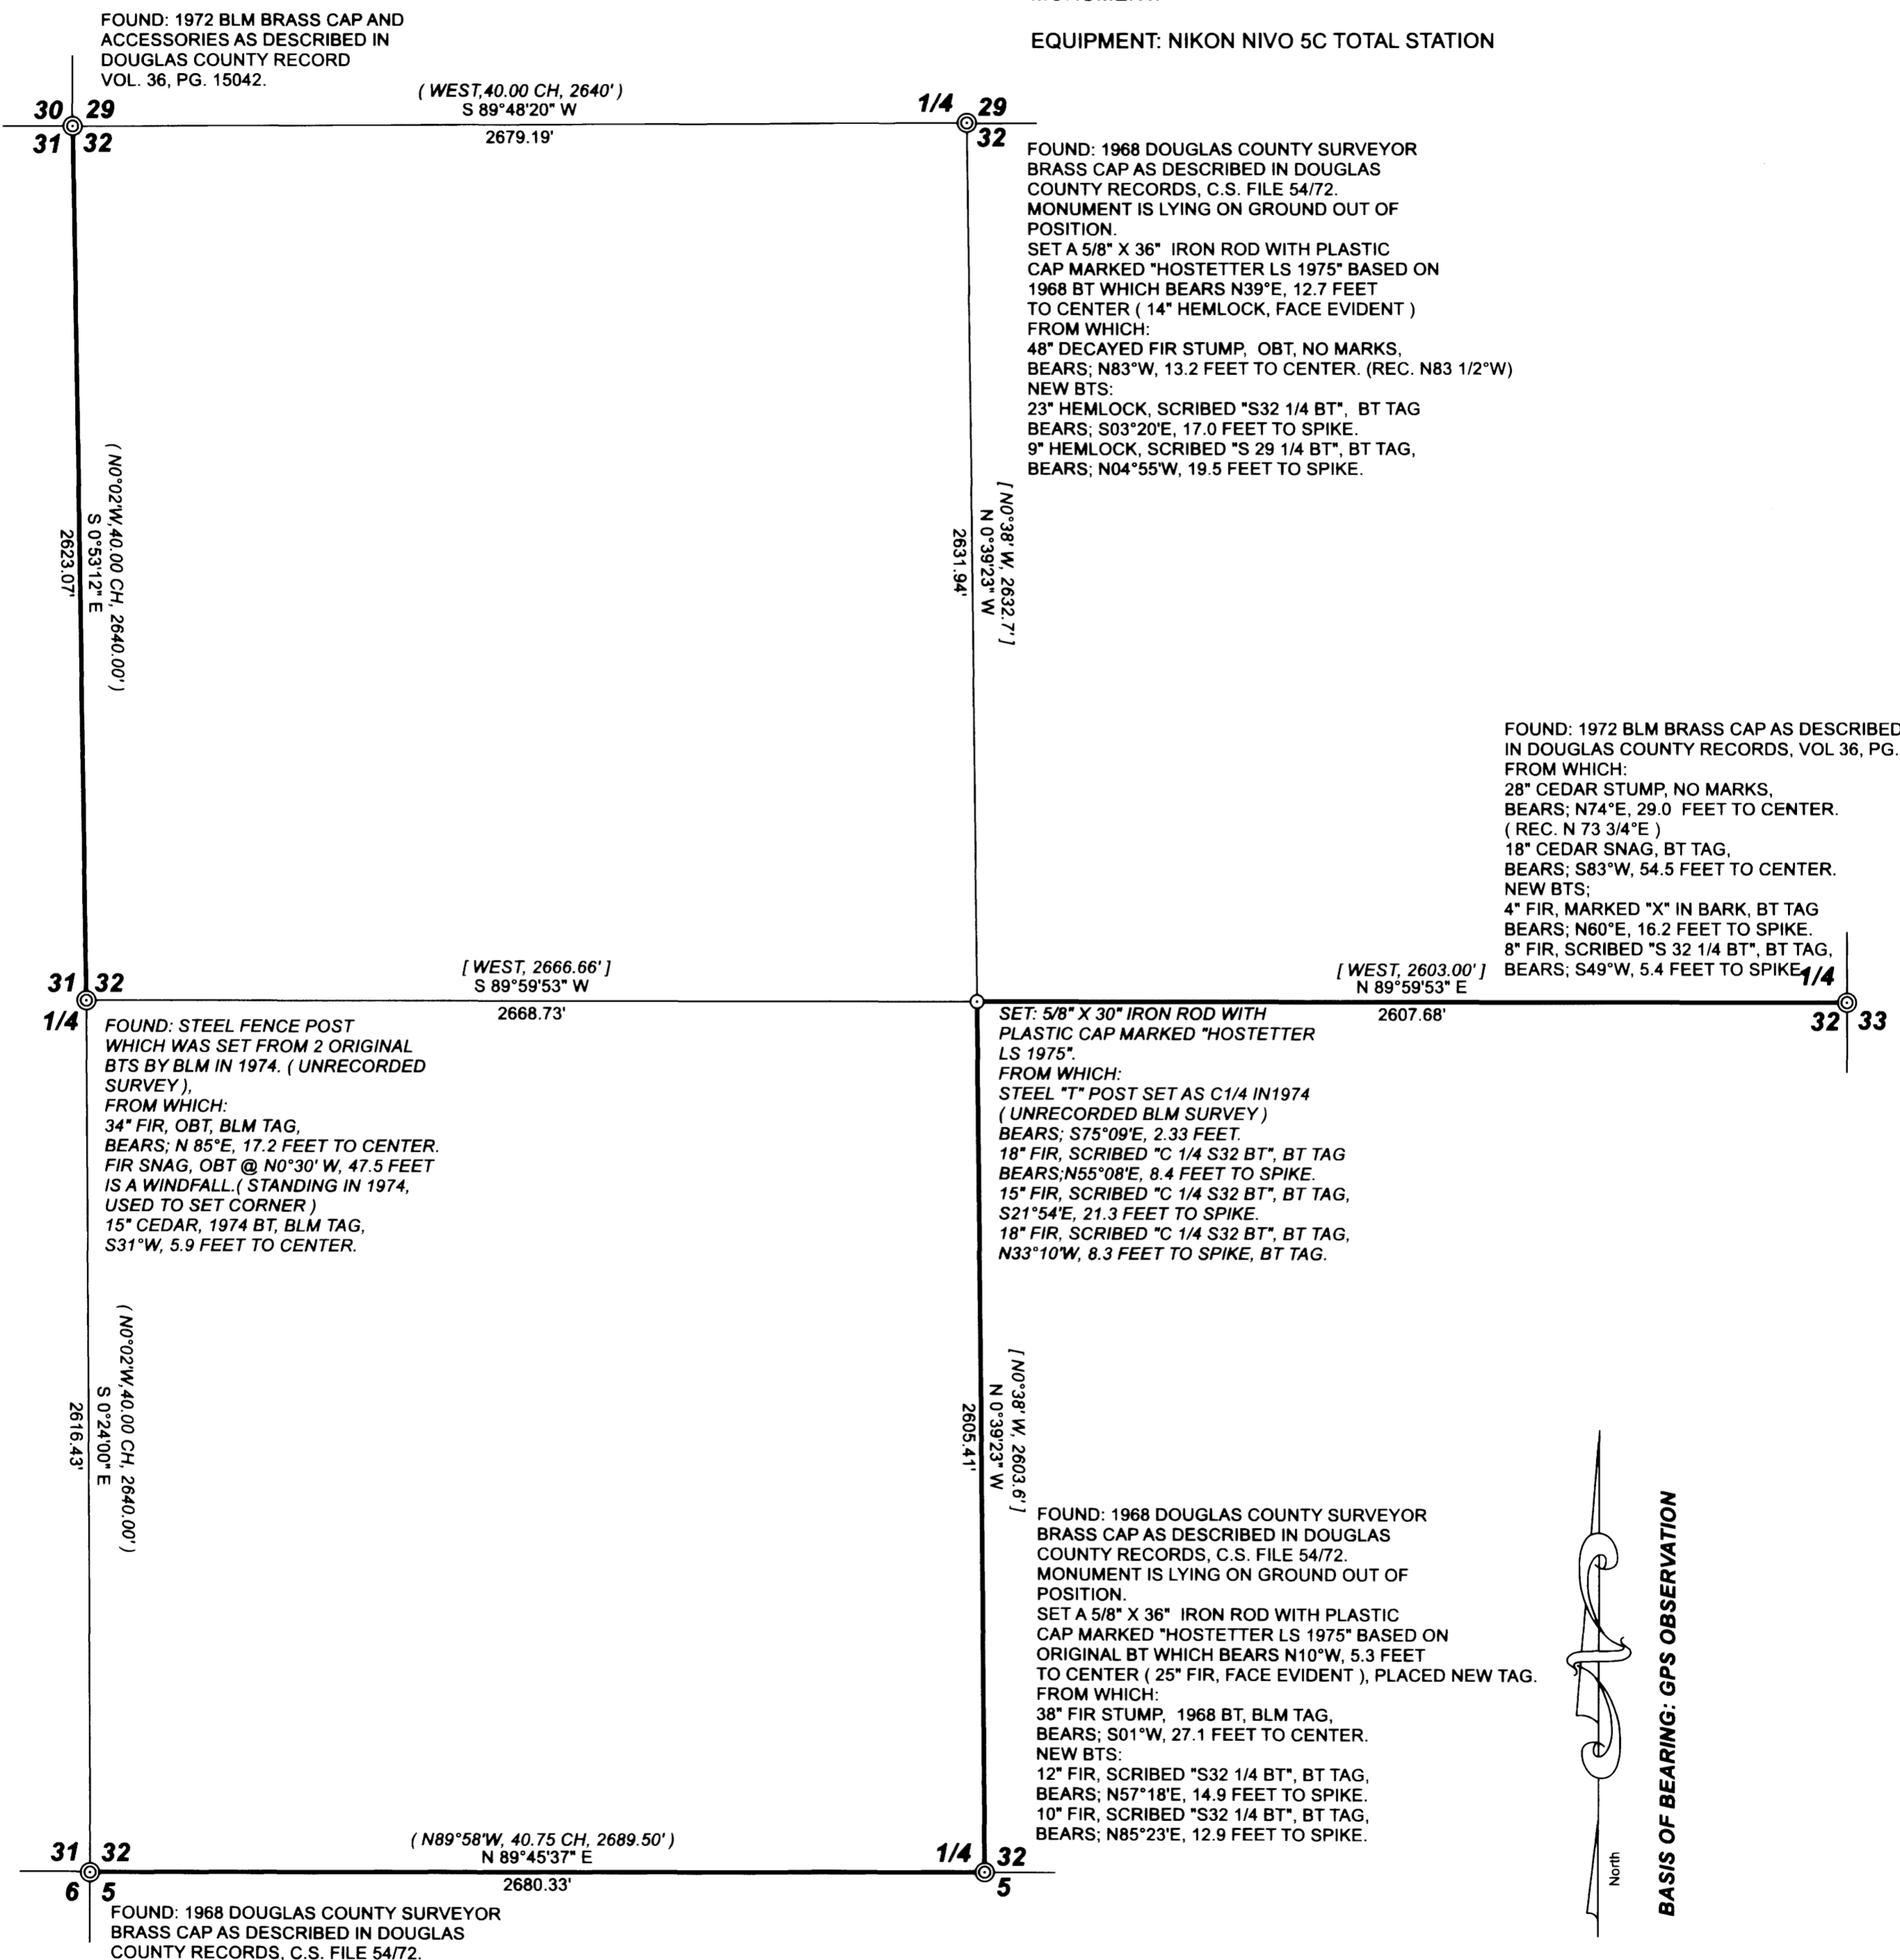 FOUND: 1972 BLM BRASS CAP AND
ACCESSORIES AS DESCRIBED IN
DOUGLAS COUNTY RECORD
VOL. 36, PG. 15042.
EQUIPMENT: NIKON NIVO 5C TOTAL STATION
30 29
31 32
( WEST,40.00 CH, 2640' )
S 89°48'20" W
2679.19'
1/4 29
32
FOUND: 1968 DOUGLAS COUNTY SURVEYOR
BRASS CAP AS DESCRIBED IN DOUGLAS
COUNTY RECORDS, C.S. FILE 54/72.
MONUMENT IS LYING ON GROUND OUT OF
POSITION.
SET A 5/8" X 36" IRON ROD WITH PLASTIC
CAP MARKED "HOSTETTER LS 1975" BASED ON
1968 BT WHICH BEARS N39°E, 12.7 FEET
TO CENTER ( 14" HEMLOCK, FACE EVIDENT )
FROM WHICH:
48" DECAYED FIR STUMP, OBT, NO MARKS,
BEARS; N83°W, 13.2 FEET TO CENTER. (REC. N83 1/2°W)
NEW BTS:
23" HEMLOCK, SCRIBED "S32 1/4 BT", BT TAG
BEARS; S03°20'E, 17.0 FEET TO SPIKE.
9" HEMLOCK, SCRIBED "S 29 1/4 BT", BT TAG,
BEARS; N04°55'W, 19.5 FEET TO SPIKE.
( N0°02'W,40.00 CH, 2640.00' )
S 0°53'12" E
2623.07'
[ N0°38' W, 2632.7' ]
N 0°39'23" W
2631.94'
FOUND: 1972 BLM BRASS CAP AS DESCRIBED
IN DOUGLAS COUNTY RECORDS, VOL 36, PG.
FROM WHICH:
28" CEDAR STUMP, NO MARKS,
BEARS; N74°E, 29.0 FEET TO CENTER.
( REC. N 73 3/4°E )
18" CEDAR SNAG, BT TAG,
BEARS; S83°W, 54.5 FEET TO CENTER.
NEW BTS;
4" FIR, MARKED "X" IN BARK, BT TAG
BEARS; N60°E, 16.2 FEET TO SPIKE.
8" FIR, SCRIBED "S 32 1/4 BT", BT TAG,
BEARS; S49°W, 5.4 FEET TO SPIKE.
1/4
32 33
31 32
1/4
[ WEST, 2666.66' ]
S 89°59'53" W
2668.73'
[ WEST, 2603.00' ]
N 89°59'53" E
2607.68'
FOUND: STEEL FENCE POST
WHICH WAS SET FROM 2 ORIGINAL
BTS BY BLM IN 1974. ( UNRECORDED
SURVEY ),
FROM WHICH:
34" FIR, OBT, BLM TAG,
BEARS; N 85°E, 17.2 FEET TO CENTER.
FIR SNAG, OBT @ N0°30' W, 47.5 FEET
IS A WINDFALL.( STANDING IN 1974,
USED TO SET CORNER )
15" CEDAR, 1974 BT, BLM TAG,
S31°W, 5.9 FEET TO CENTER.
SET: 5/8" X 30" IRON ROD WITH
PLASTIC CAP MARKED "HOSTETTER
LS 1975".
FROM WHICH:
STEEL "T" POST SET AS C1/4 IN1974
( UNRECORDED BLM SURVEY )
BEARS; S75°09'E, 2.33 FEET.
18" FIR, SCRIBED "C 1/4 S32 BT", BT TAG
BEARS;N55°08'E, 8.4 FEET TO SPIKE.
15" FIR, SCRIBED "C 1/4 S32 BT", BT TAG,
S21°54'E, 21.3 FEET TO SPIKE.
18" FIR, SCRIBED "C 1/4 S32 BT", BT TAG,
N33°10'W, 8.3 FEET TO SPIKE, BT TAG.
( N0°02'W,40.00 CH, 2640.00' )
S 0°24'00" E
2616.43'
[ N0°38' W, 2603.6' ]
N 0°39'23" W
2605.41'
FOUND: 1968 DOUGLAS COUNTY SURVEYOR
BRASS CAP AS DESCRIBED IN DOUGLAS
COUNTY RECORDS, C.S. FILE 54/72.
MONUMENT IS LYING ON GROUND OUT OF
POSITION.
SET A 5/8" X 36" IRON ROD WITH PLASTIC
CAP MARKED "HOSTETTER LS 1975" BASED ON
ORIGINAL BT WHICH BEARS N10°W, 5.3 FEET
TO CENTER ( 25" FIR, FACE EVIDENT ), PLACED NEW TAG.
FROM WHICH:
38" FIR STUMP, 1968 BT, BLM TAG,
BEARS; S01°W, 27.1 FEET TO CENTER.
NEW BTS:
12" FIR, SCRIBED "S32 1/4 BT", BT TAG,
BEARS; N57°18'E, 14.9 FEET TO SPIKE.
10" FIR, SCRIBED "S32 1/4 BT", BT TAG,
BEARS; N85°23'E, 12.9 FEET TO SPIKE.
North
BASIS OF BEARING: GPS OBSERVATION
31 32
6 5
( N89°58'W, 40.75 CH, 2689.50' )
N 89°45'37" E
2680.33'
1/4 32
5
FOUND: 1968 DOUGLAS COUNTY SURVEYOR
BRASS CAP AS DESCRIBED IN DOUGLAS
COUNTY RECORDS, C.S. FILE 54/72.